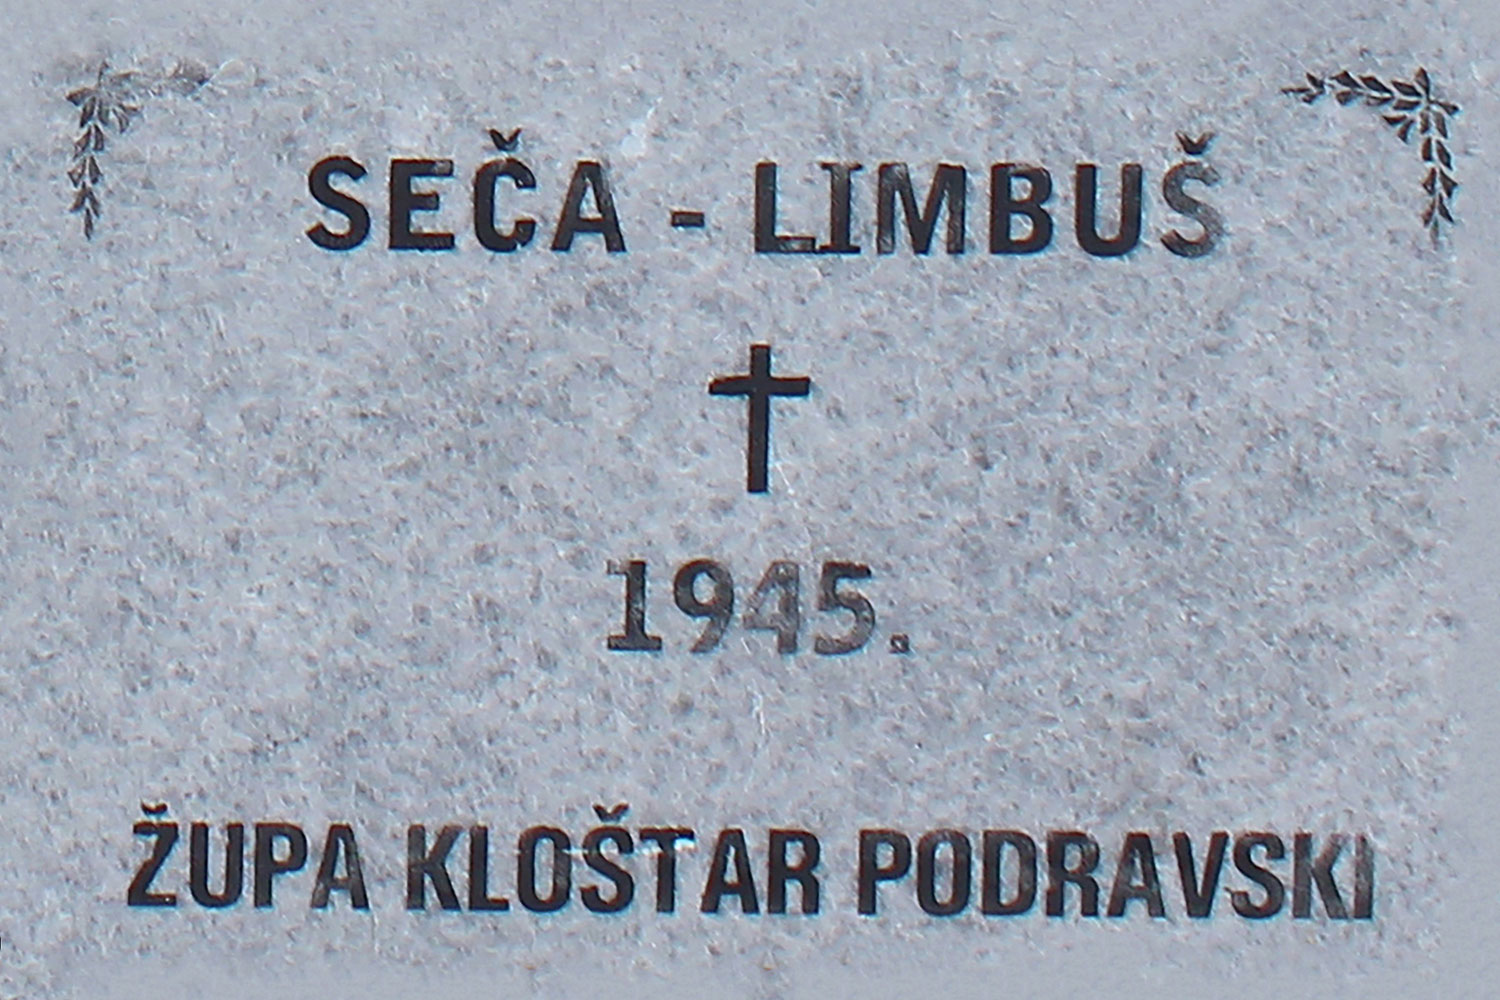 SEČA - LIMBUŠ
1945.
ŽUPA KLOŠTAR PODRAVSKI